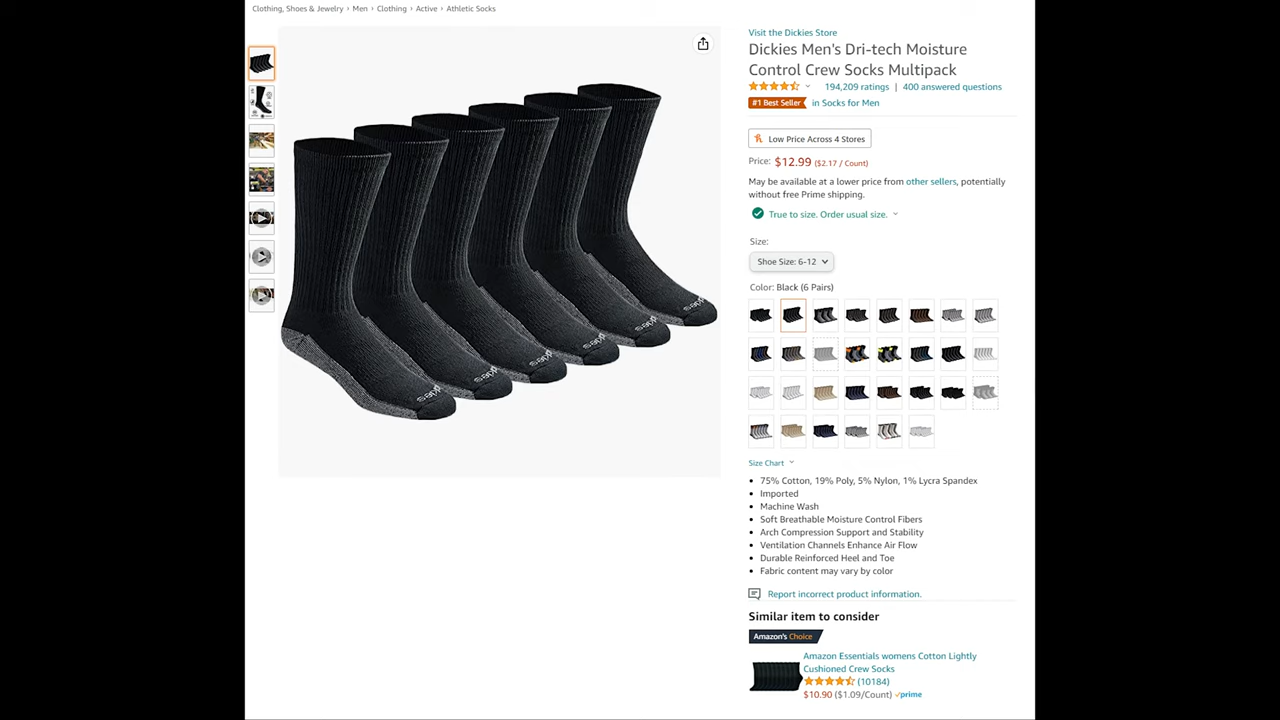 Clothing, Shoes & Jewelry › Men › Clothing › Active › Athletic Socks
Visit the Dickies Store
Dickies Men's Dri-tech Moisture
Control Crew Socks Multipack
194,209 ratings | 400 answered questions
#1 Best Seller in Socks for Men
Low Price Across 4 Stores
Price: $12.99 ($2.17 / Count)
May be available at a lower price from other sellers, potentially
without free Prime shipping.
True to size. Order usual size.
Size:
Shoe Size: 6-12
Color: Black (6 Pairs)
Size Chart
75% Cotton, 19% Poly, 5% Nylon, 1% Lycra Spandex
Imported
Machine Wash
Soft Breathable Moisture Control Fibers
Arch Compression Support and Stability
Ventilation Channels Enhance Air Flow
Durable Reinforced Heel and Toe
Fabric content may vary by color
Report incorrect product information.
Similar item to consider
Amazon's Choice
Amazon Essentials womens Cotton Lightly
Cushioned Crew Socks
(10184)
$10.90 ($1.09/Count) prime